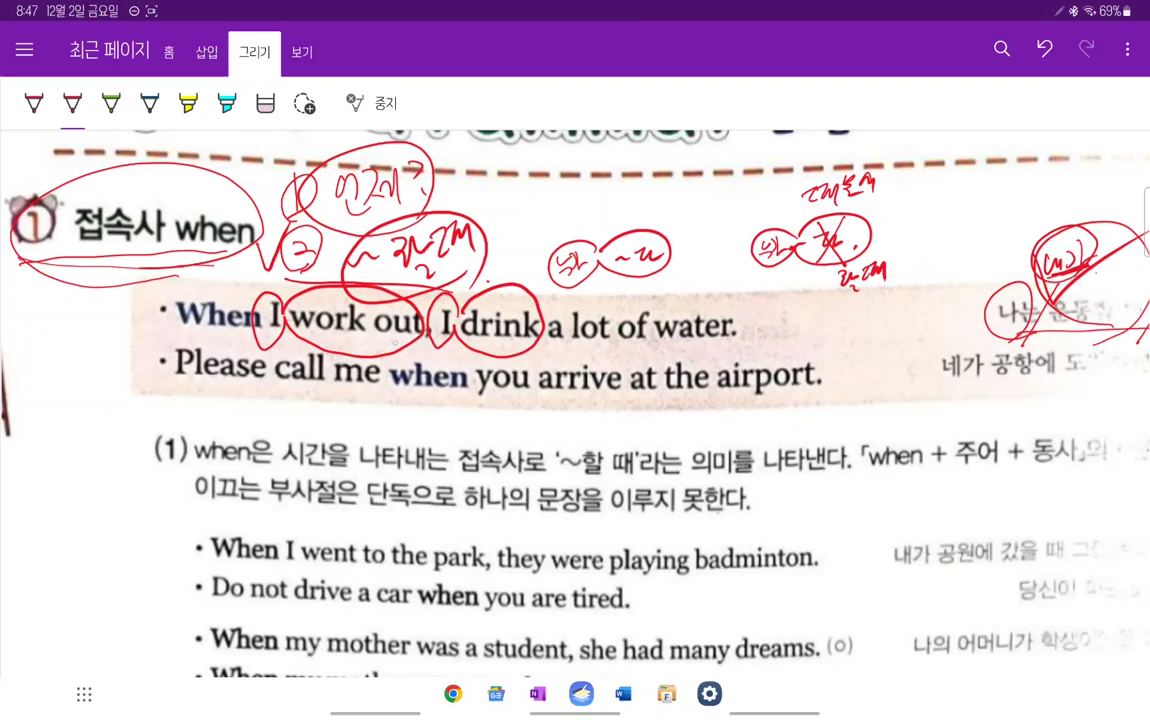 8:47 12월 2일 금요일
69%
최근 페이지 홈 삽입 그리기 보기
중지
언제?
1 접속사 when
② ~ 할 때
· When I work out, I drink a lot of water. 나는 운동할
· Please call me when you arrive at the airport. 네가 공항에 도
(1) when은 시간을 나타내는 접속사로 ‘~할 때’라는 의미를 나타낸다. 「when + 주어 + 동사」의
이끄는 부사절은 단독으로 하나의 문장을 이루지 못한다.
· When I went to the park, they were playing badminton. 내가 공원에 갔을 때 그
· Do not drive a car when you are tired. 당신이
· When my mother was a student, she had many dreams. (○) 나의 어머니가 학생이